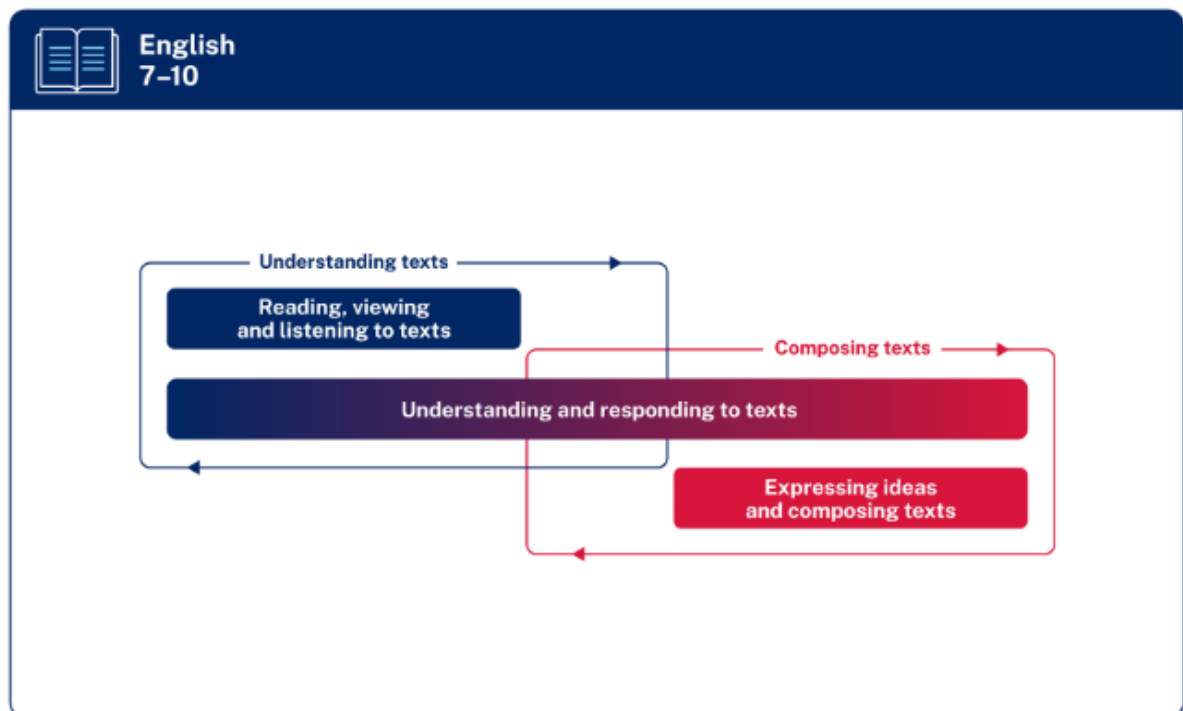 English
7–10
Understanding texts
Reading, viewing
and listening to texts
Composing texts
Understanding and responding to texts
Expressing ideas
and composing texts